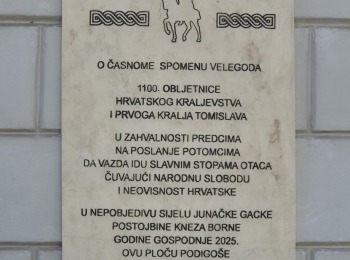 O ČASNOME SPOMENU VELEGODA
1100. OBLJETNICE
HRVATSKOG KRALJEVSTVA
I PRVOGA KRALJA TOMISLAVA
U ZAHVALNOSTI PREDCIMA
NA POSLANJE POTOMCIMA
DA VAZDA IDU SLAVNIM STOPAMA OTACA
ČUVAJUĆI NARODNU SLOBODU
I NEOVISNOST HRVATSKE
U NEPOBJEDIVU SIJELU JUNAČKE GACKE
POSTOJBINE KNEZA BORNE
GODINE GOSPODNJE 2025.
OVU PLOČU PODIGOŠE